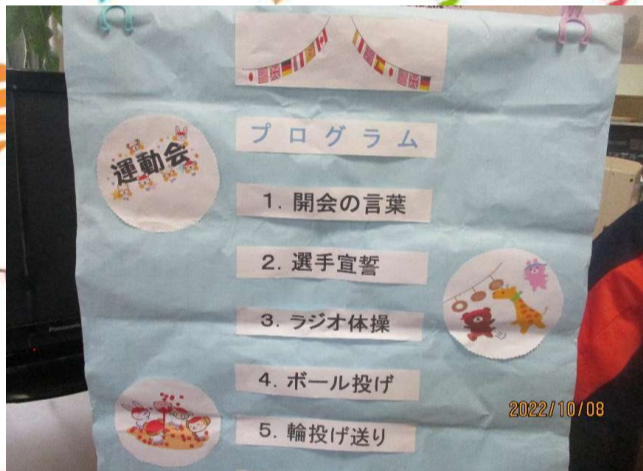 プログラム
運動会
1. 開会の言葉
2. 選手宣誓
3. ラジオ体操
4. ボール投げ
5. 輪投げ送り
2022/10/08